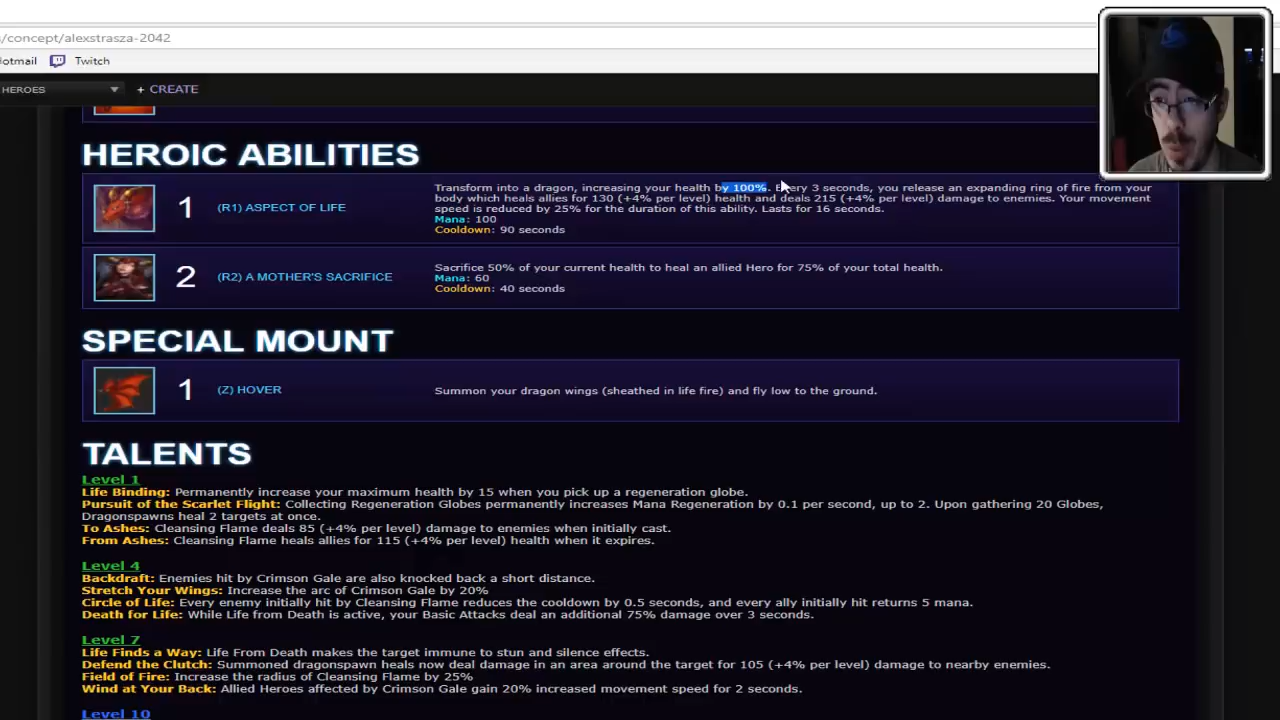 s/concept/alexstrasza-2042
otmail Twitch
HEROES + CREATE
HEROIC ABILITIES
1 (R1) ASPECT OF LIFE
Transform into a dragon, increasing your health by 100%. Every 3 seconds, you release an expanding ring of fire from your
body which heals allies for 130 (+4% per level) health and deals 215 (+4% per level) damage to enemies. Your movement
speed is reduced by 25% for the duration of this ability. Lasts for 16 seconds.
Mana: 100
Cooldown: 90 seconds
2 (R2) A MOTHER'S SACRIFICE
Sacrifice 50% of your current health to heal an allied Hero for 75% of your total health.
Mana: 60
Cooldown: 40 seconds
SPECIAL MOUNT
1 (Z) HOVER
Summon your dragon wings (sheathed in life fire) and fly low to the ground.
TALENTS
Level 1
Life Binding: Permanently increase your maximum health by 15 when you pick up a regeneration globe.
Pursuit of the Scarlet Flight: Collecting Regeneration Globes permanently increases Mana Regeneration by 0.1 per second, up to 2. Upon gathering 20 Globes,
Dragonspawns heal 2 targets at once.
To Ashes: Cleansing Flame deals 85 (+4% per level) damage to enemies when initially cast.
From Ashes: Cleansing Flame heals allies for 115 (+4% per level) health when it expires.
Level 4
Backdraft: Enemies hit by Crimson Gale are also knocked back a short distance.
Stretch Your Wings: Increase the arc of Crimson Gale by 20%
Circle of Life: Every enemy initially hit by Cleansing Flame reduces the cooldown by 0.5 seconds, and every ally initially hit returns 5 mana.
Death for Life: While Life from Death is active, your Basic Attacks deal an additional 75% damage over 3 seconds.
Level 7
Life Finds a Way: Life From Death makes the target immune to stun and silence effects.
Defend the Clutch: Summoned dragonspawn heals now deal damage in an area around the target for 105 (+4% per level) damage to nearby enemies.
Field of Fire: Increase the radius of Cleansing Flame by 25%
Wind at Your Back: Allied Heroes affected by Crimson Gale gain 20% increased movement speed for 2 seconds.
Level 10